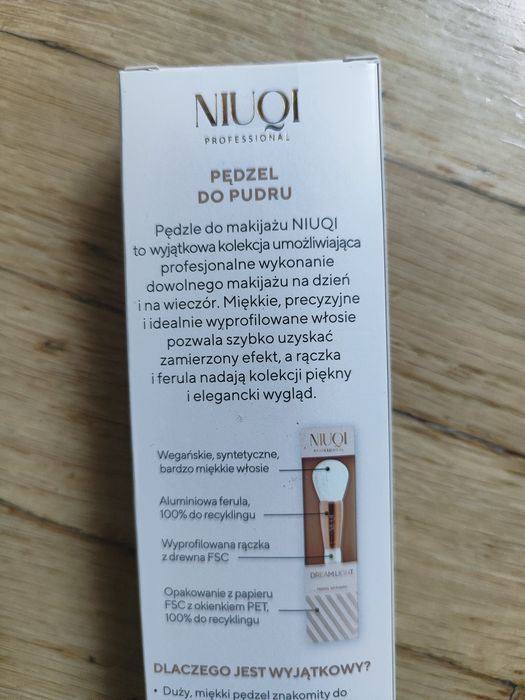 NIUQI
PROFESSIONAL
PĘDZEL
DO PUDRU
Pędzle do makijażu NIUQI
to wyjątkowa kolekcja umożliwiająca
profesjonalne wykonanie
dowolnego makijażu na dzień
i na wieczór. Miękkie, precyzyjne
i idealnie wyprofilowane włosie
pozwala szybko uzyskać
zamierzony efekt, a rączka
i ferula nadają kolekcji piękny
i elegancki wygląd.
Wegańskie, syntetyczne,
bardzo miękkie włosie
Aluminiowa ferula,
100% do recyklingu
Wyprofilowana rączka
z drewna FSC
Opakowanie z papieru
FSC z okienkiem PET,
100% do recyklingu
NIUQI
PROFESSIONAL
DREAM LIGHT
DLACZEGO JEST WYJĄTKOWY?
• Duży, miękki pędzel znakomity do